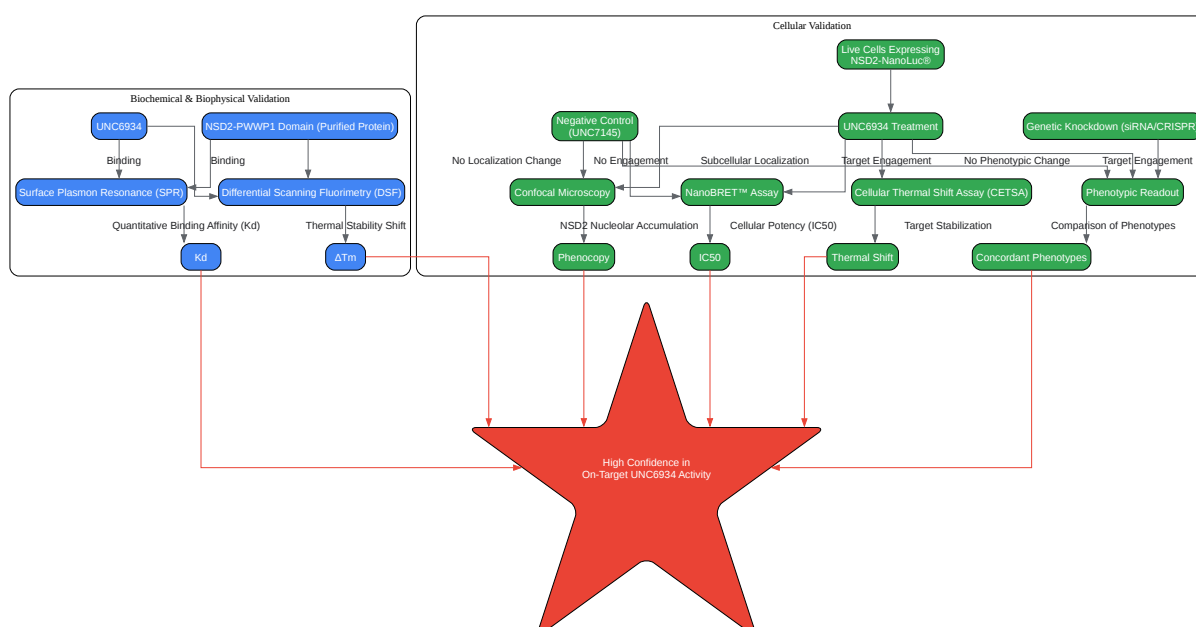 Cellular Validation
Live Cells Expressing
NSD2-NanoLuc®
Biochemical & Biophysical Validation
UNC6934
NSD2-PWWP1 Domain (Purified Protein)
Negative Control
(UNC7145)
UNC6934 Treatment
Genetic Knockdown (siRNA/CRISPR)
Binding
Binding
No Localization Change
No Engagement
Subcellular Localization
Target Engagement
No Phenotypic Change
Target Engagement
Surface Plasmon Resonance (SPR)
Differential Scanning Fluorimetry (DSF)
Confocal Microscopy
NanoBRET™ Assay
Cellular Thermal Shift Assay (CETSA)
Phenotypic Readout
Quantitative Binding Affinity (Kd)
Thermal Stability Shift
NSD2 Nucleolar Accumulation
Cellular Potency (IC50)
Target Stabilization
Comparison of Phenotypes
Kd
ΔTm
Phenocopy
IC50
Thermal Shift
Concordant Phenotypes
High Confidence in
On-Target UNC6934 Activity